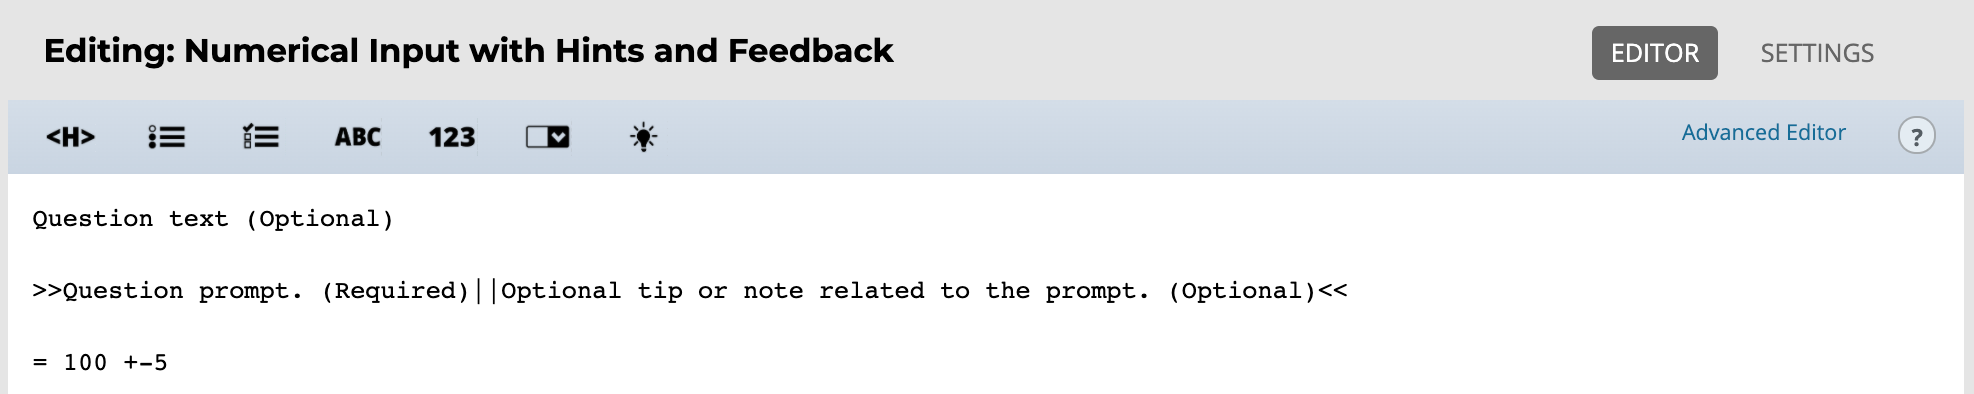 Editing: Numerical Input with Hints and Feedback
EDITOR
SETTINGS
<H>
ABC
123
Advanced Editor
?
Question text (Optional)
>>Question prompt. (Required)||Optional tip or note related to the prompt. (Optional)<<
= 100 +-5